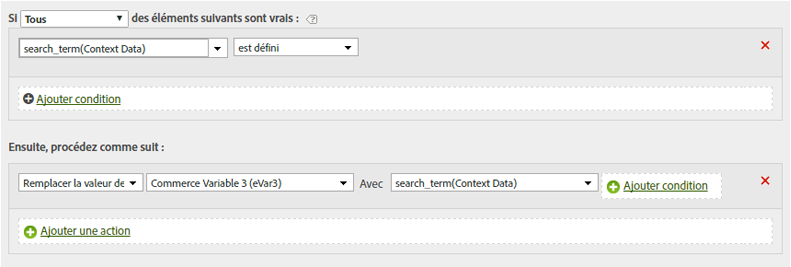 SI Tous des éléments suivants sont vrais :
search_term(Context Data) est défini
Ajouter condition
Ensuite, procédez comme suit :
Remplacer la valeur de Commerce Variable 3 (eVar3) Avec search_term(Context Data) Ajouter condition
Ajouter une action